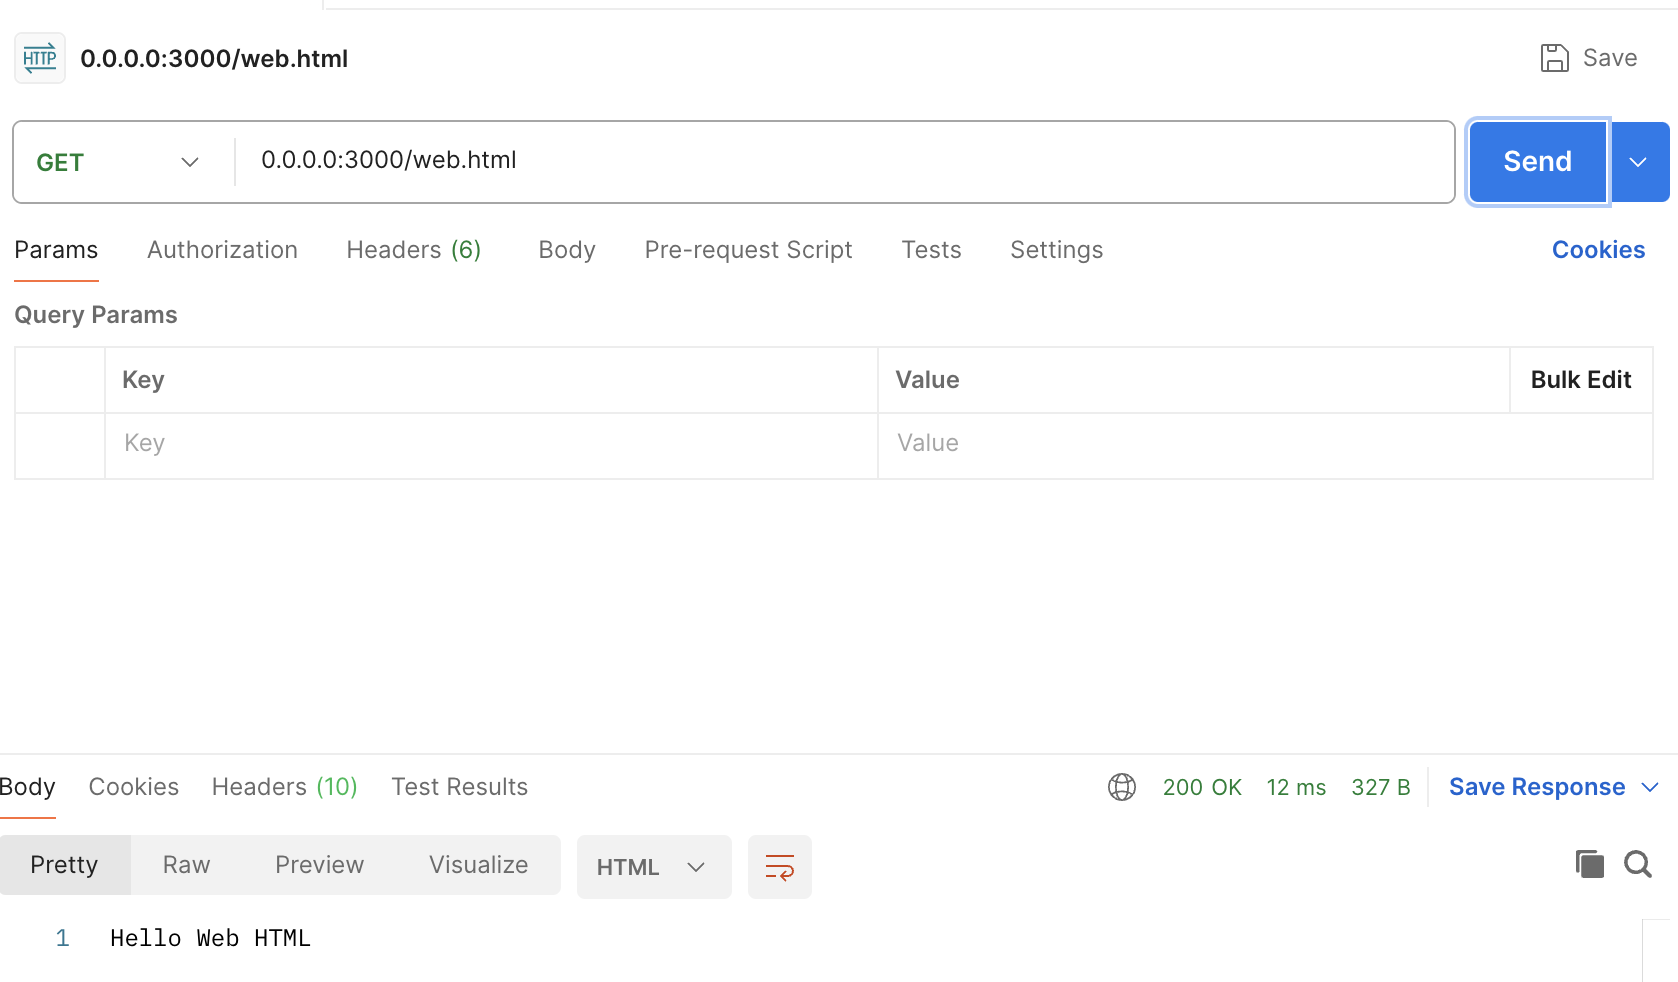 HTTP 0.0.0.0:3000/web.html Save
GET 0.0.0.0:3000/web.html Send
Params Authorization Headers (6) Body Pre-request Script Tests Settings Cookies
Query Params
Key Value Bulk Edit
Key Value
Body Cookies Headers (10) Test Results 200 OK 12 ms 327 B Save Response
Pretty Raw Preview Visualize HTML
1 Hello Web HTML